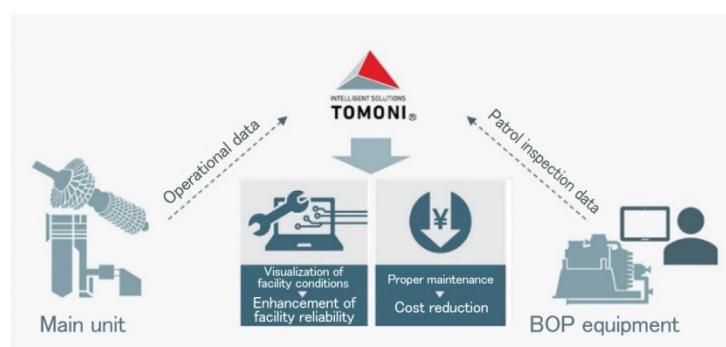 INTELLIGENT SOLUTIONS
TOMONI®
Operational data
Patrol inspection data
Visualization of
facility conditions
Enhancement of
facility reliability
¥
Proper maintenance
Cost reduction
Main unit
BOP equipment